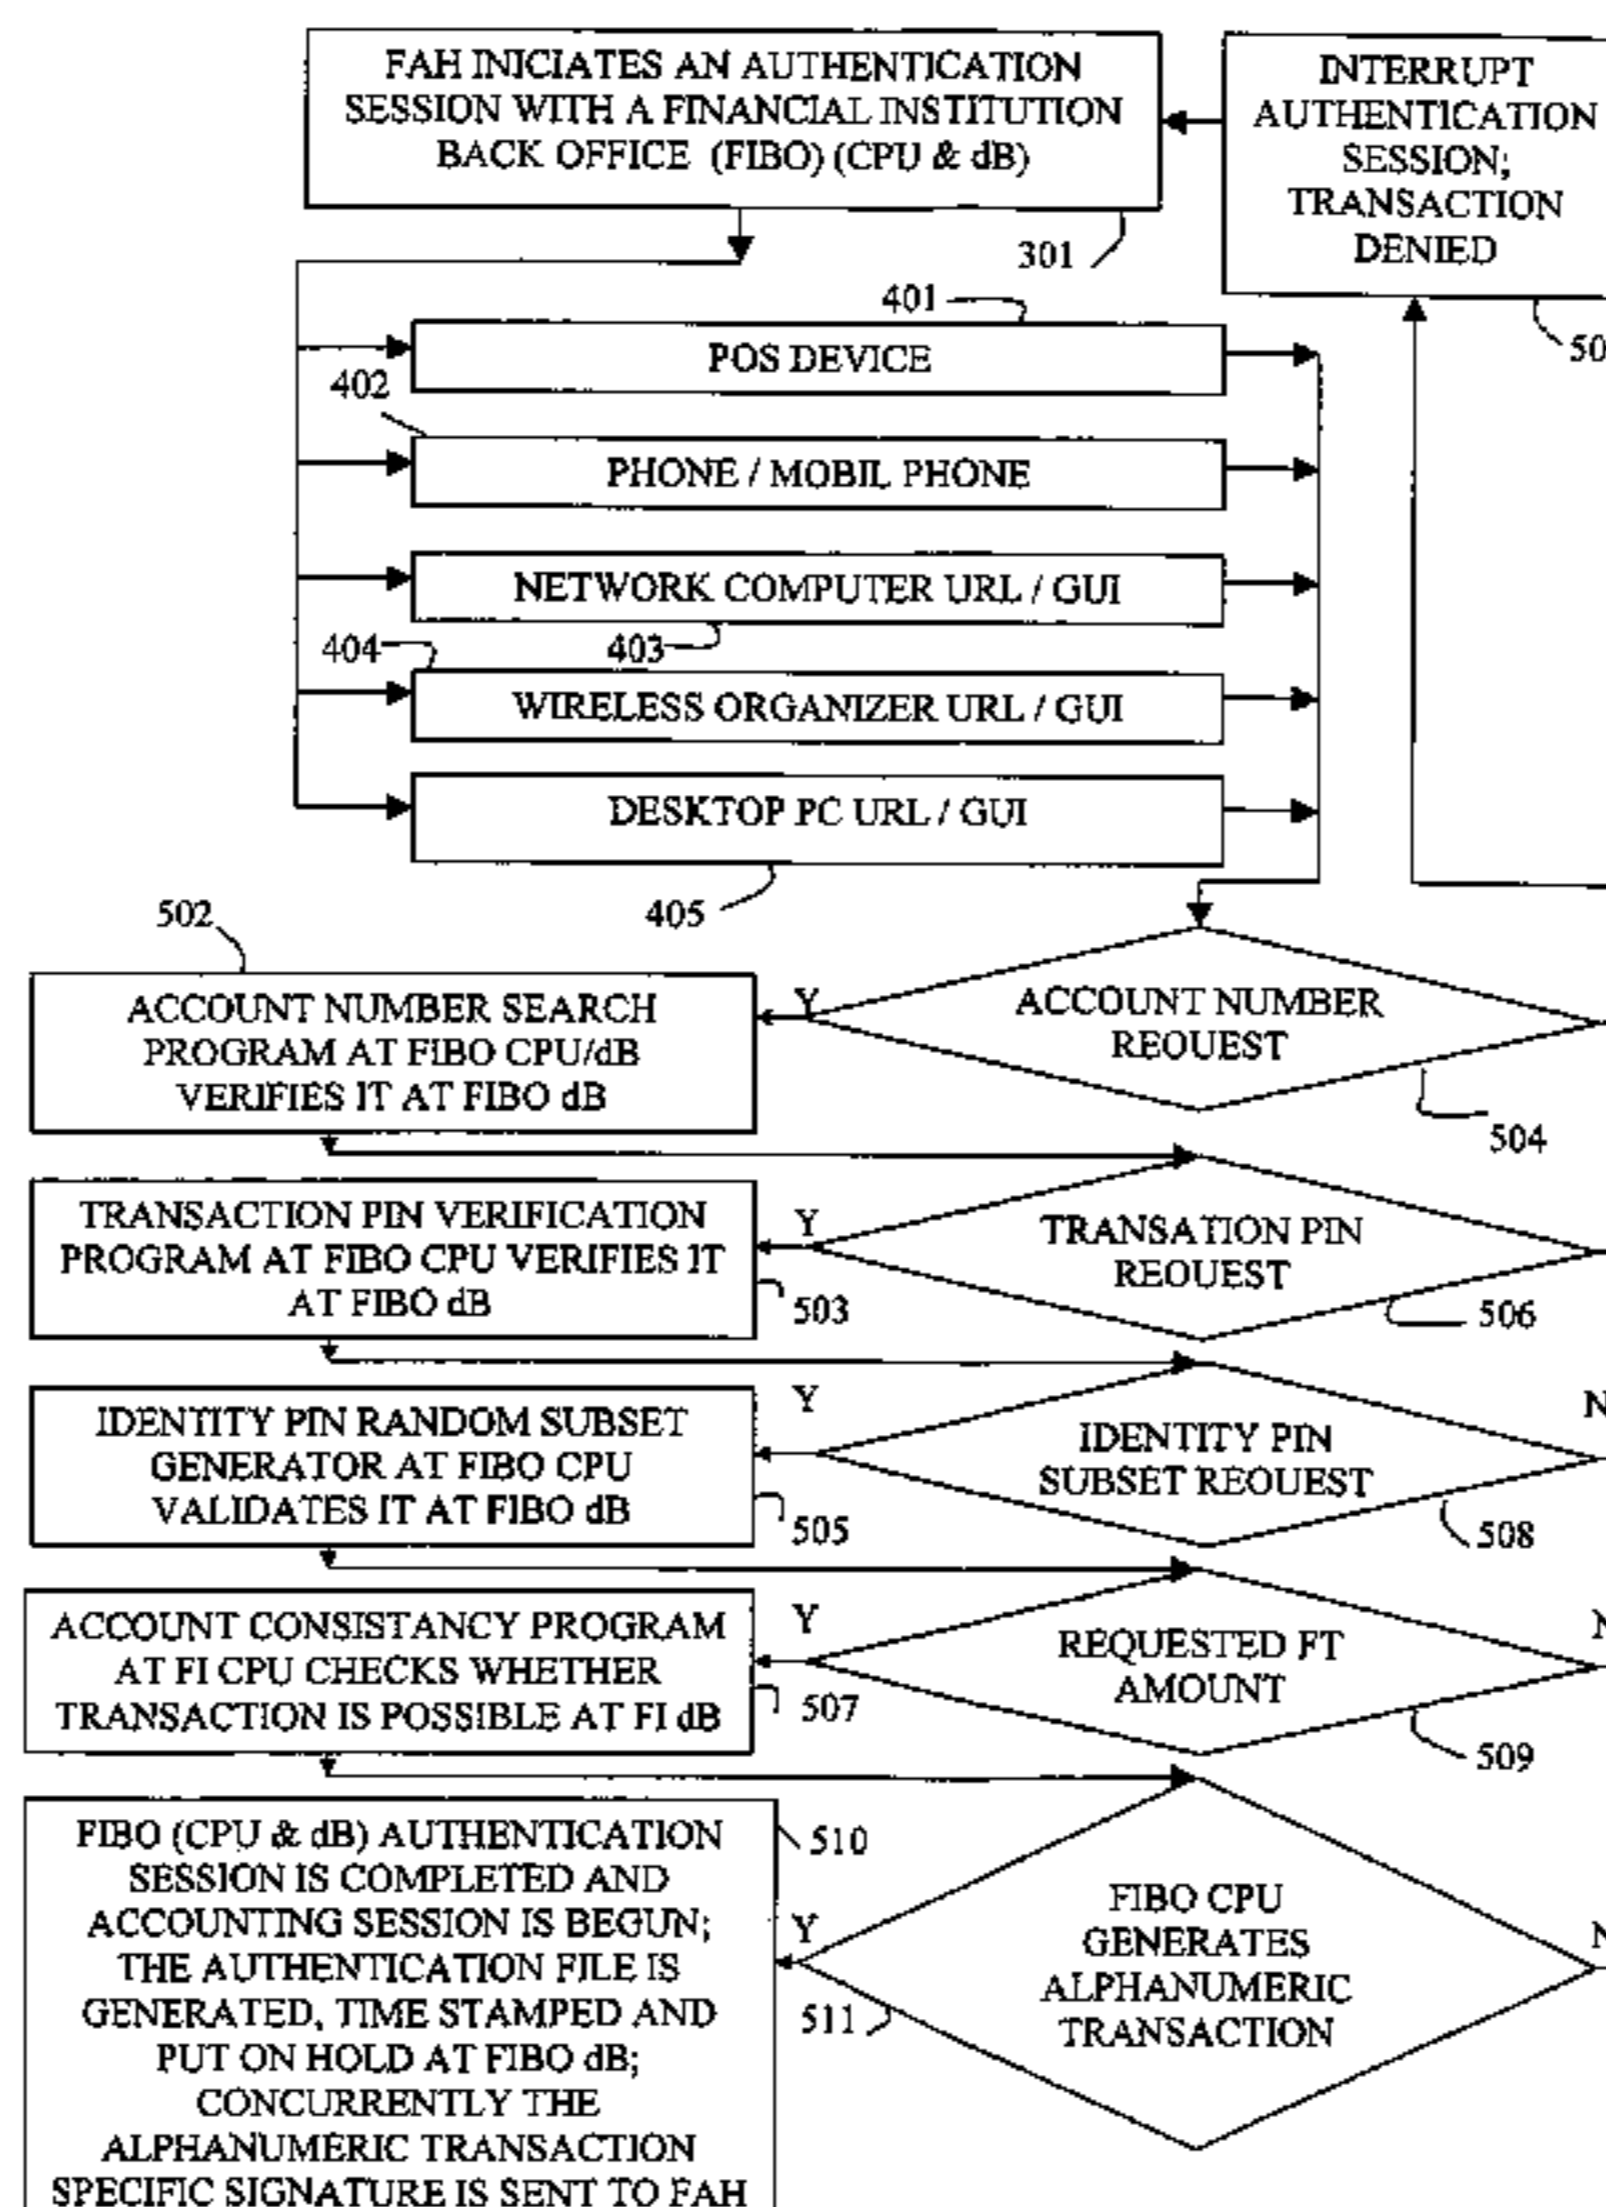 FAH INICIATES AN AUTHENTICATION
SESSION WITH A FINANCIAL INSTITUTION
BACK OFFICE (FIBO) (CPU & dB)
301
INTERRUPT
AUTHENTICATION
SESSION;
TRANSACTION
DENIED
50
401
POS DEVICE
402
PHONE / MOBIL PHONE
NETWORK COMPUTER URL / GUI
403
404
WIRELESS ORGANIZER URL / GUI
DESKTOP PC URL / GUI
405
502
ACCOUNT NUMBER SEARCH
PROGRAM AT FIBO CPU/dB
VERIFIES IT AT FIBO dB
Y
ACCOUNT NUMBER
REQUEST
504
TRANSACTION PIN VERIFICATION
PROGRAM AT FIBO CPU VERIFIES IT
AT FIBO dB
503
Y
TRANSATION PIN
REQUEST
506
IDENTITY PIN RANDOM SUBSET
GENERATOR AT FIBO CPU
VALIDATES IT AT FIBO dB
505
Y
IDENTITY PIN
SUBSET REQUEST
N
508
ACCOUNT CONSISTANCY PROGRAM
AT FI CPU CHECKS WHETHER
TRANSACTION IS POSSIBLE AT FI dB
507
Y
REQUESTED FT
AMOUNT
N
509
FIBO (CPU & dB) AUTHENTICATION
SESSION IS COMPLETED AND
ACCOUNTING SESSION IS BEGUN;
THE AUTHENTICATION FILE IS
GENERATED, TIME STAMPED AND
PUT ON HOLD AT FIBO dB;
CONCURRENTLY THE
ALPHANUMERIC TRANSACTION
SPECIFIC SIGNATURE IS SENT TO FAH
510
Y
511
FIBO CPU
GENERATES
ALPHANUMERIC
TRANSACTION
N